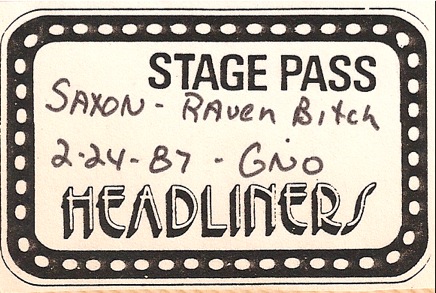 STAGE PASS
SAXON - RAven Bitch
2-24-87 - GNO
HEADLINERS